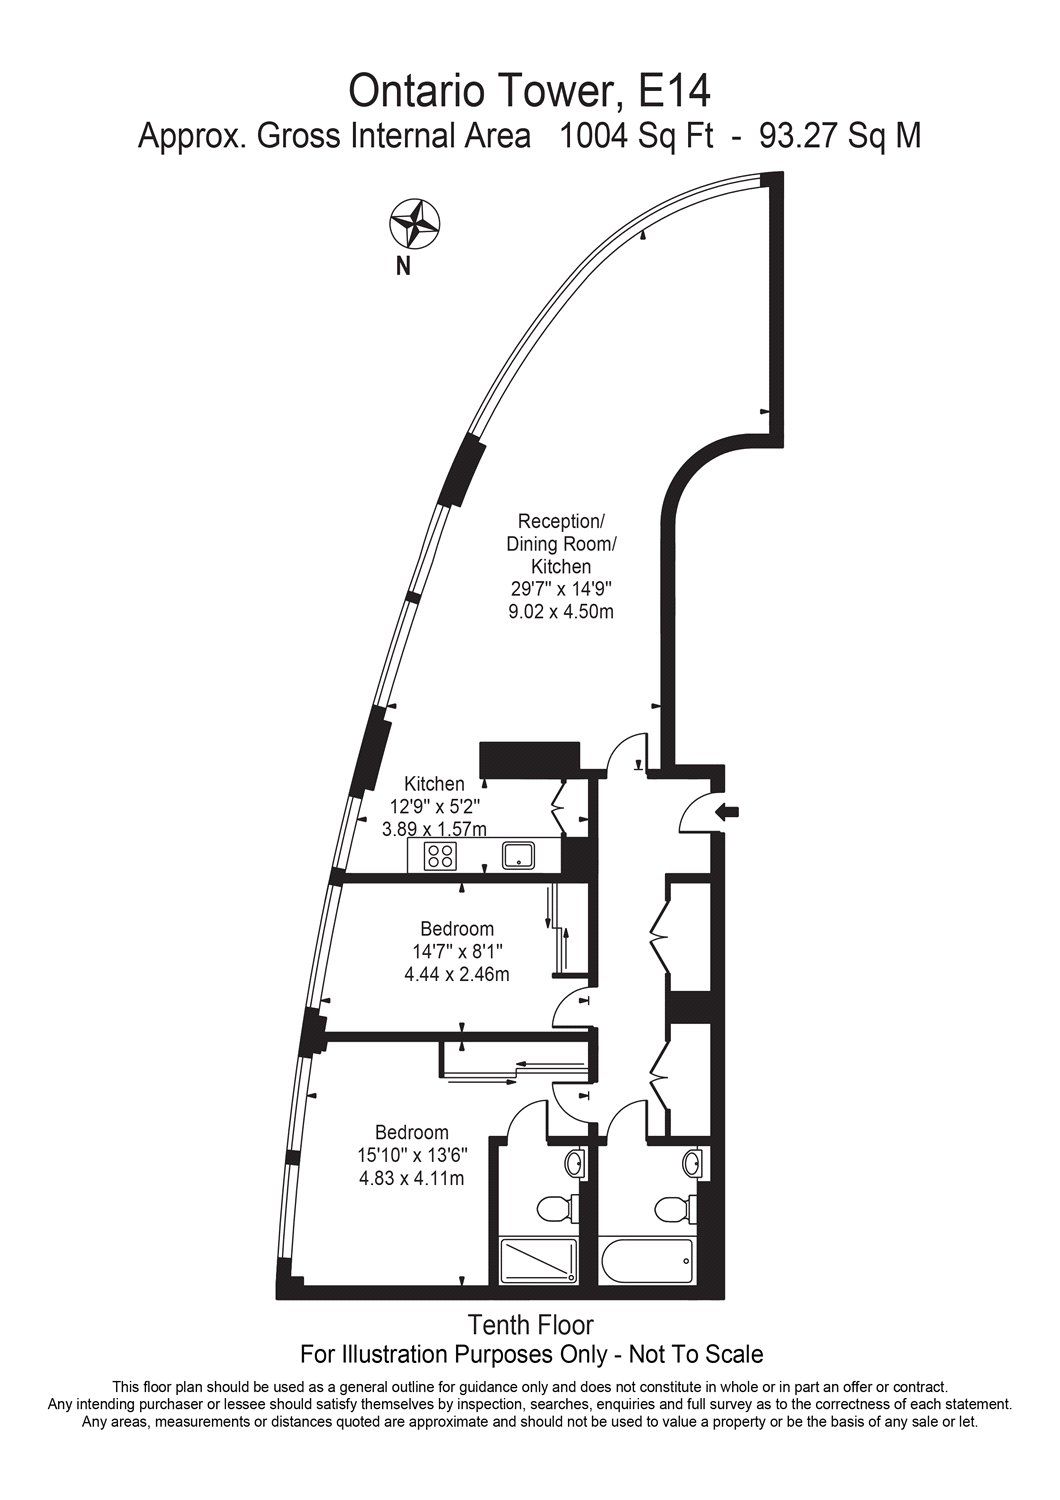 Ontario Tower, E14
Approx. Gross Internal Area   1004 Sq Ft  -  93.27 Sq M
N
Reception/
Dining Room/
Kitchen
29'7" x 14'9"
9.02 x 4.50m
Kitchen
12'9" x 5'2"
3.89 x 1.57m
Bedroom
14'7" x 8'1"
4.44 x 2.46m
Bedroom
15'10" x 13'6"
4.83 x 4.11m
Tenth Floor
For Illustration Purposes Only - Not To Scale
This floor plan should be used as a general outline for guidance only and does not constitute in whole or in part an offer or contract.
Any intending purchaser or lessee should satisfy themselves by inspection, searches, enquiries and full survey as to the correctness of each statement.
Any areas, measurements or distances quoted are approximate and should not be used to value a property or be the basis of any sale or let.